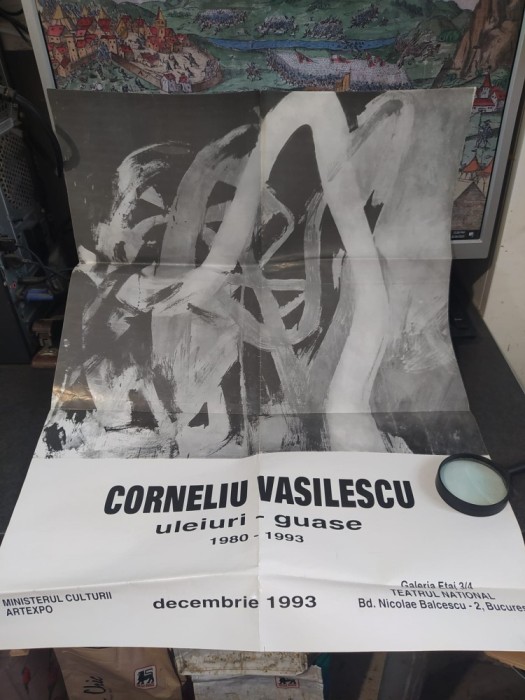 CORNELIU VASILESCU
uleiuri - guase
1980 - 1993
MINISTERUL CULTURII
ARTEXPO
decembrie 1993
Galeria Etaj 3/4
TEATRUL NATIONAL
Bd. Nicolae Balcescu - 2, Bucures